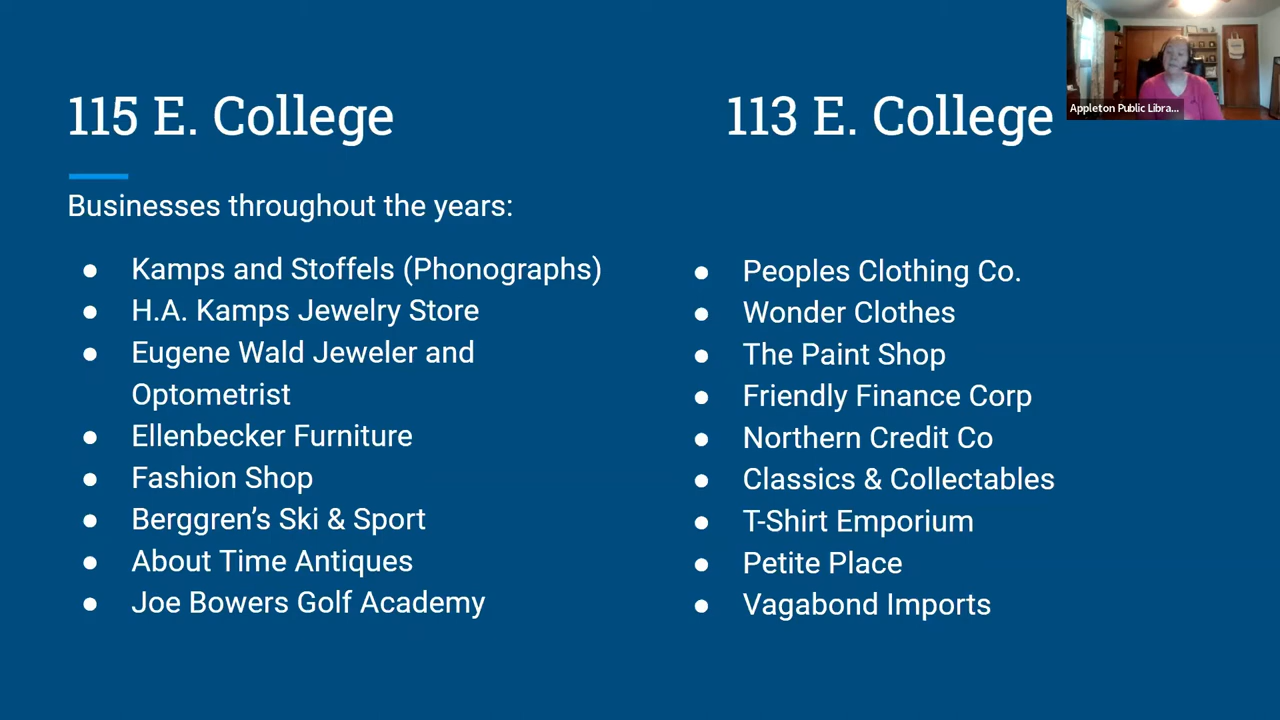 115 E. College
Businesses throughout the years:
● Kamps and Stoffels (Phonographs)
● H.A. Kamps Jewelry Store
● Eugene Wald Jeweler and
Optometrist
● Ellenbecker Furniture
● Fashion Shop
● Berggren’s Ski & Sport
● About Time Antiques
● Joe Bowers Golf Academy
113 E. College
● Peoples Clothing Co.
● Wonder Clothes
● The Paint Shop
● Friendly Finance Corp
● Northern Credit Co
● Classics & Collectables
● T-Shirt Emporium
● Petite Place
● Vagabond Imports
Appleton Public Libra...